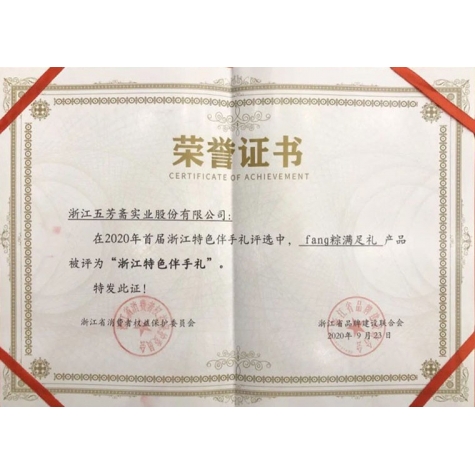 荣誉证书
CERTIFICATE OF ACHIEVEMENT
浙江五芳斋实业股份有限公司:
在2020年首届浙江特色伴手礼评选中, fang粽满足礼 产品
被评为“浙江特色伴手礼”。
特发此证!
浙江省消费者权益保护委员会
浙江省品牌建设联合会
2020年9月23日